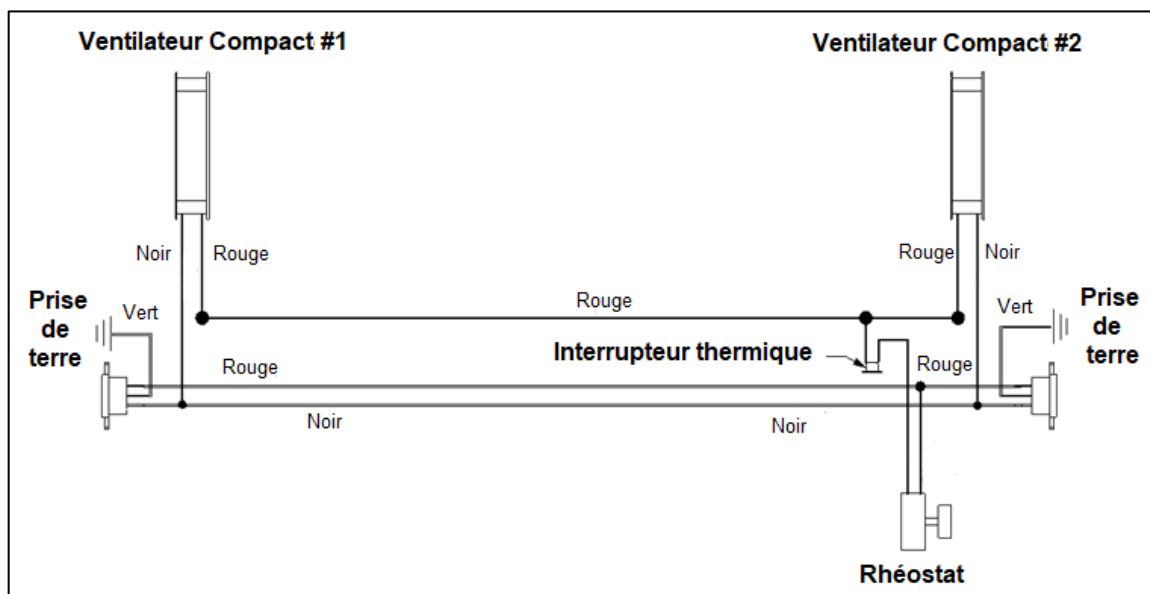 Ventilateur Compact #1
Ventilateur Compact #2
Noir
Rouge
Rouge
Noir
Prise
de
terre
Vert
Rouge
Vert
Prise
de
terre
Interrupteur thermique
Rouge
Rouge
Noir
Noir
Rhéostat